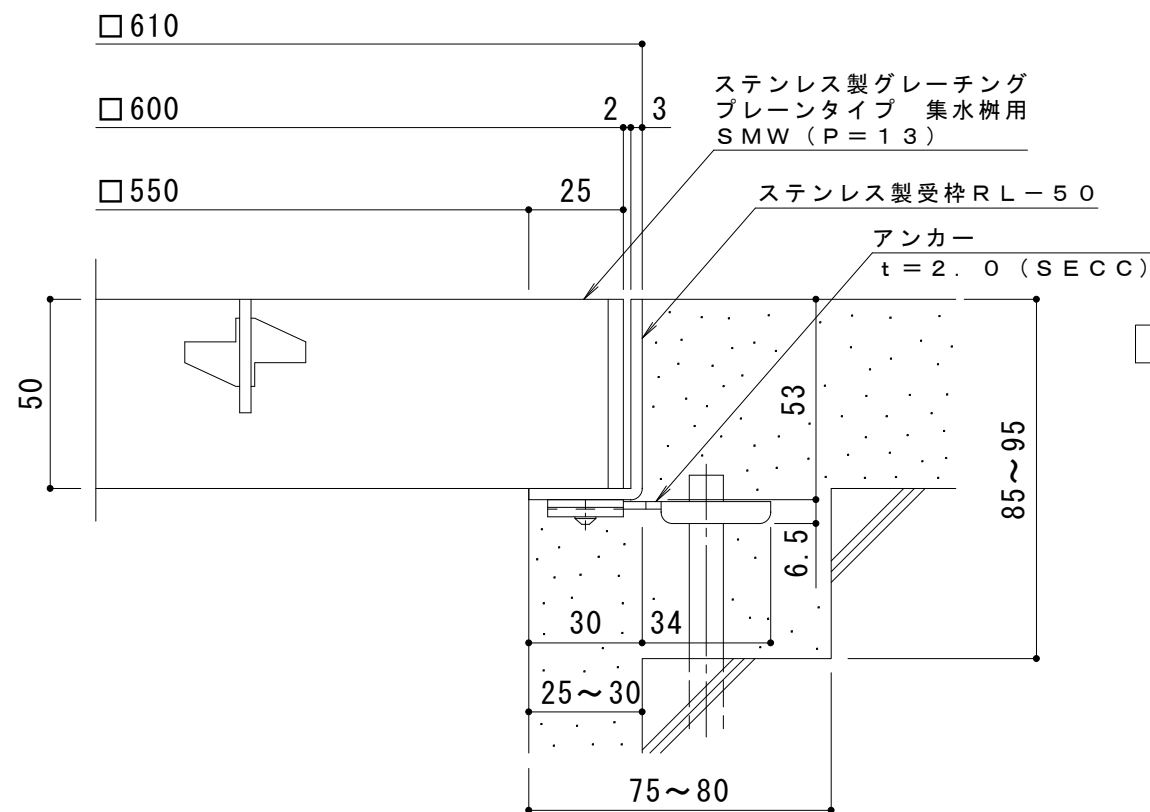 □610
□600
2
3
□550
25
ステンレス製グレーチング
プレーンタイプ 集水桝用
SMW(P=13)
ステンレス製受枠RL-50
アンカー
t=2.0(SECC)
50
53
85~95
6.5
30
34
25~30
75~80